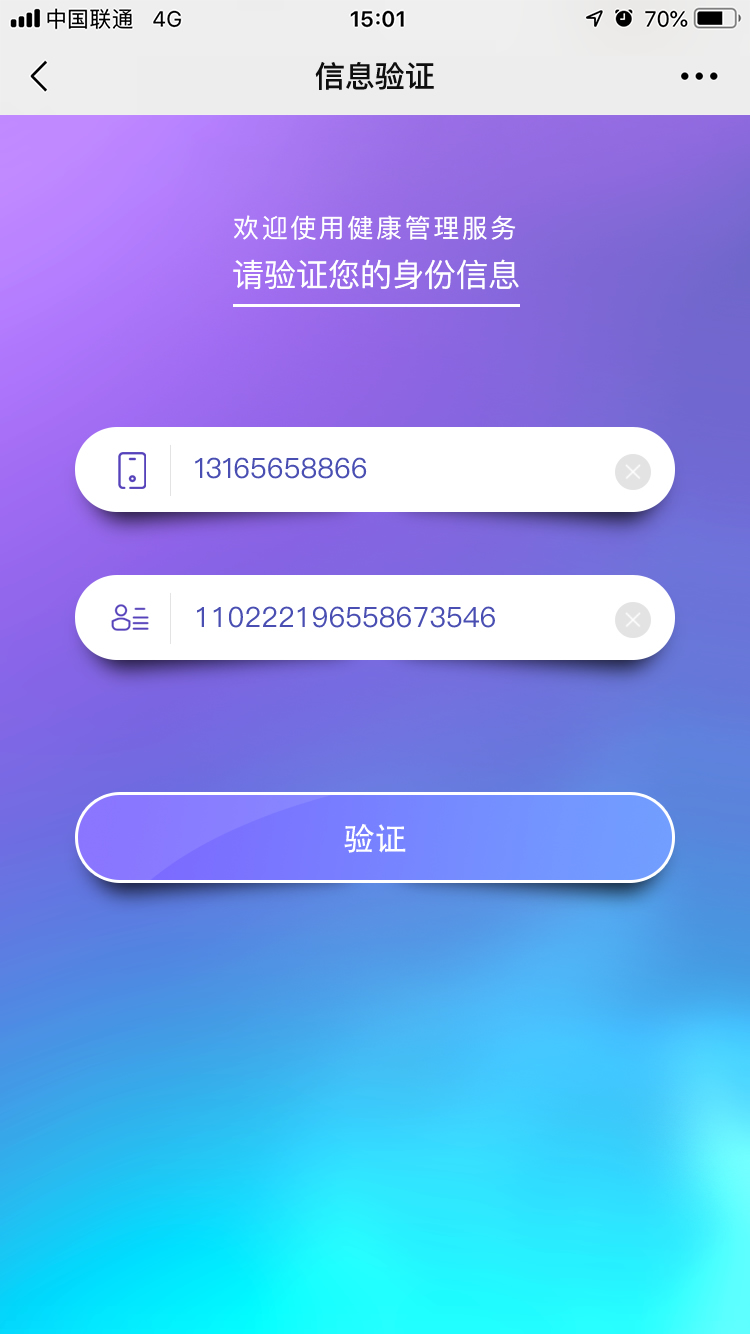 中国联通 4G 15:01 70%
信息验证
欢迎使用健康管理服务
请验证您的身份信息
13165658866
110222196558673546
验证